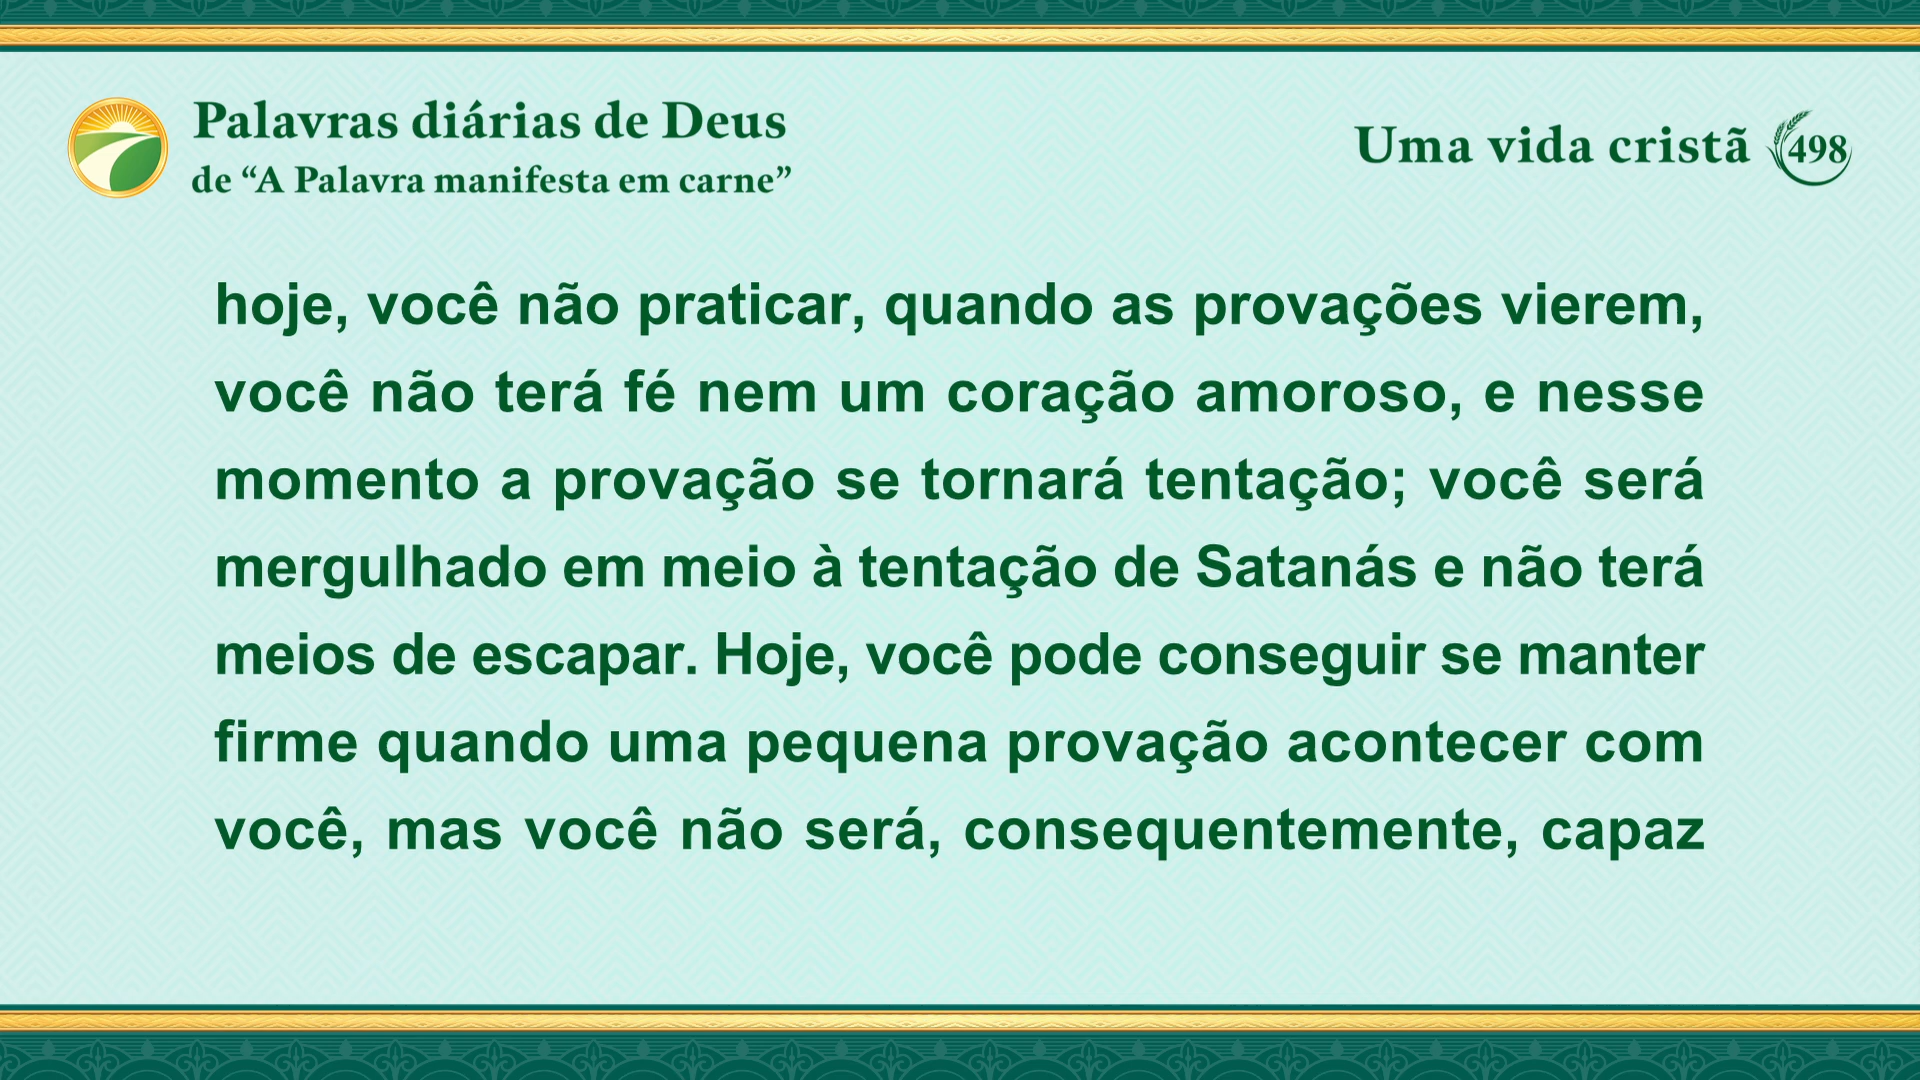 Palavras diárias de Deus
de “A Palavra manifesta em carne”
Uma vida cristã 498
hoje, você não praticar, quando as provações vierem,
você não terá fé nem um coração amoroso, e nesse
momento a provação se tornará tentação; você será
mergulhado em meio à tentação de Satanás e não terá
meios de escapar. Hoje, você pode conseguir se manter
firme quando uma pequena provação acontecer com
você, mas você não será, consequentemente, capaz